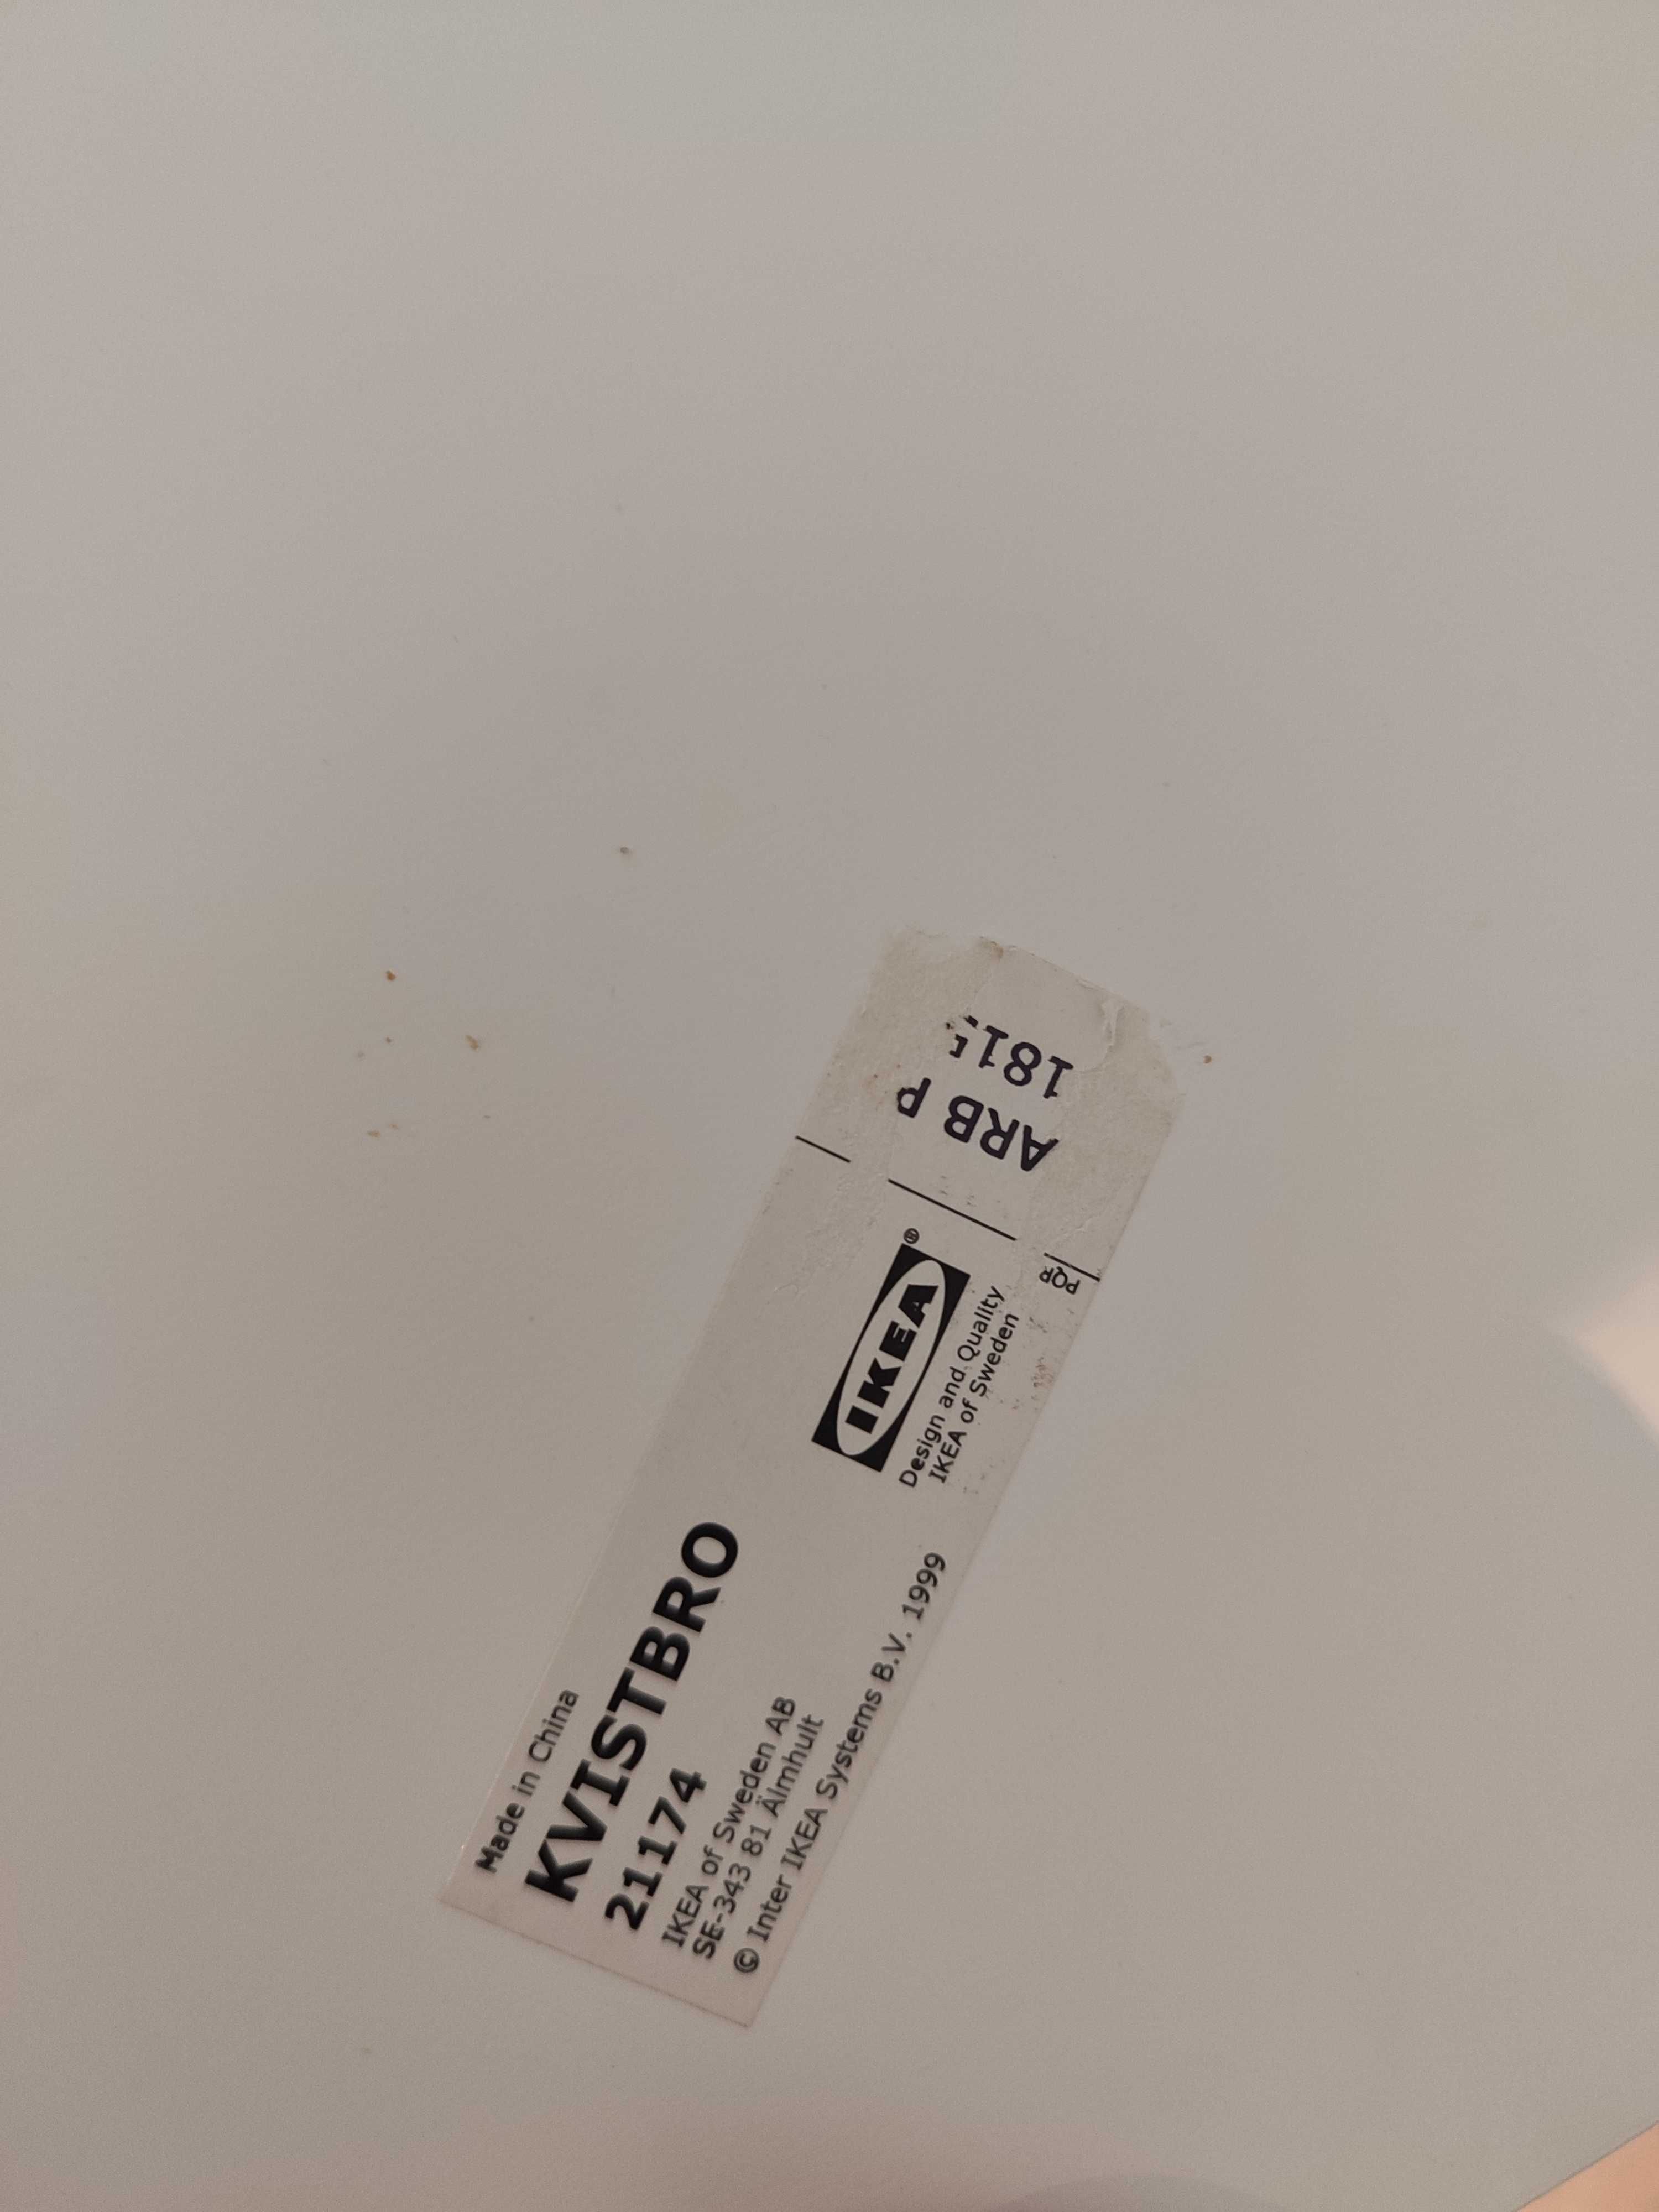 Made in China
KVISTBRO
21174
IKEA of Sweden AB
SE-343 81 Älmhult
© Inter IKEA Systems B.V. 1999
IKEA®
Design and Quality
IKEA of Sweden
PQR
ARB P
181